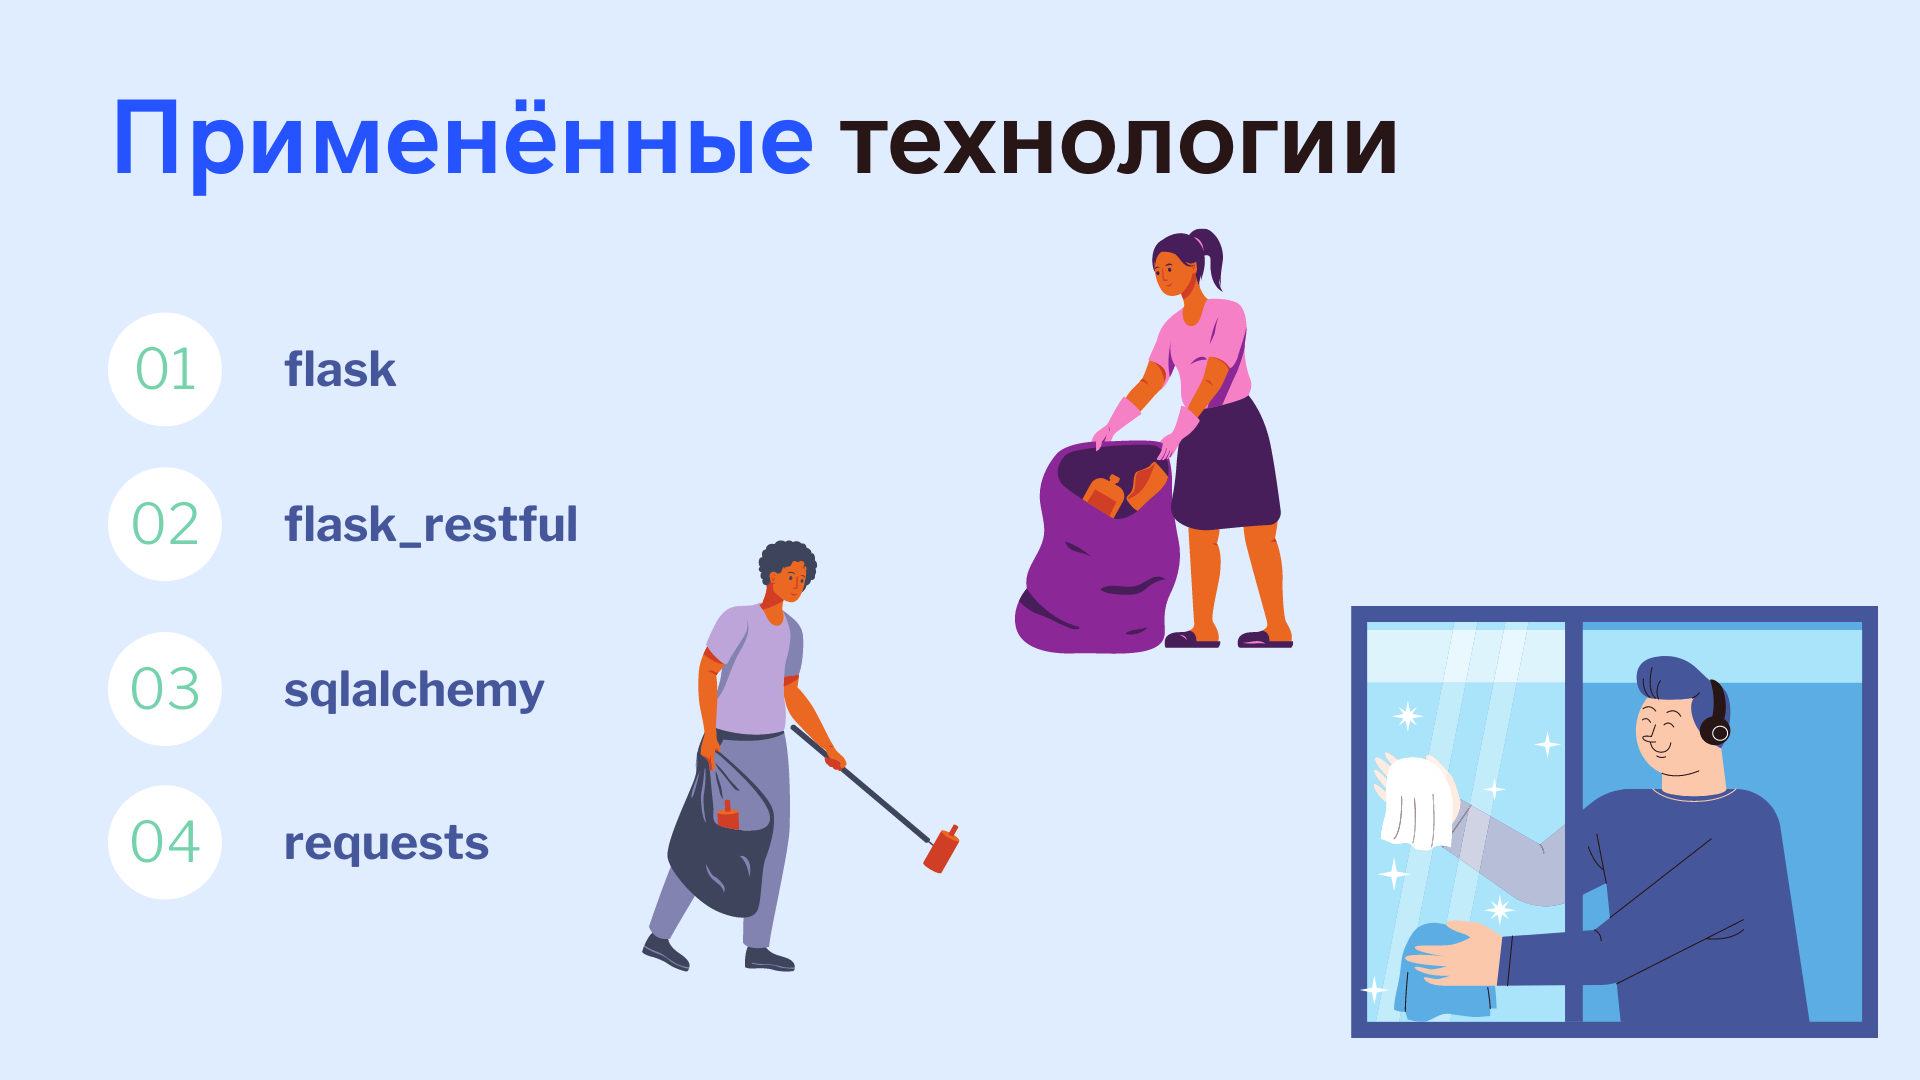 Применённые технологии
01 flask
02 flask_restful
03 sqlalchemy
04 requests